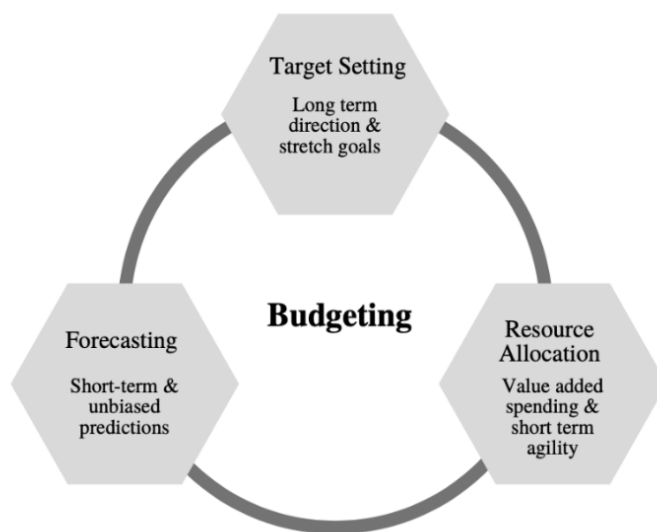 Target Setting
Long term
direction &
stretch goals
Budgeting
Forecasting
Short-term &
unbiased
predictions
Resource
Allocation
Value added
spending &
short term
agility